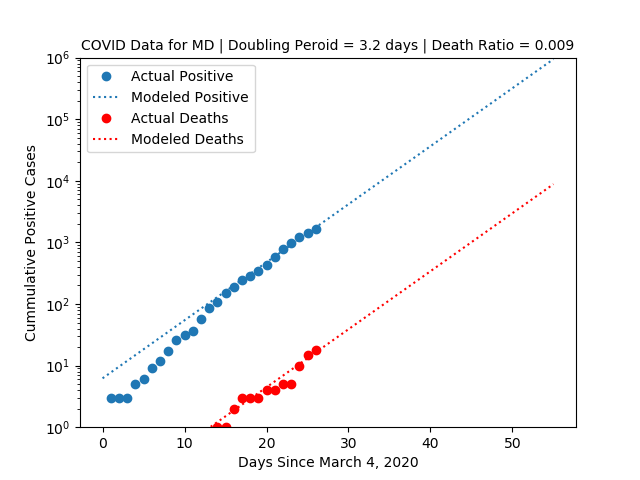 COVID Data for MD | Doubling Peroid = 3.2 days | Death Ratio = 0.009
Actual Positive
Modeled Positive
Actual Deaths
Modeled Deaths
Cummulative Positive Cases
10^6
10^5
10^4
10^3
10^2
10^1
10^0
0 10 20 30 40 50
Days Since March 4, 2020